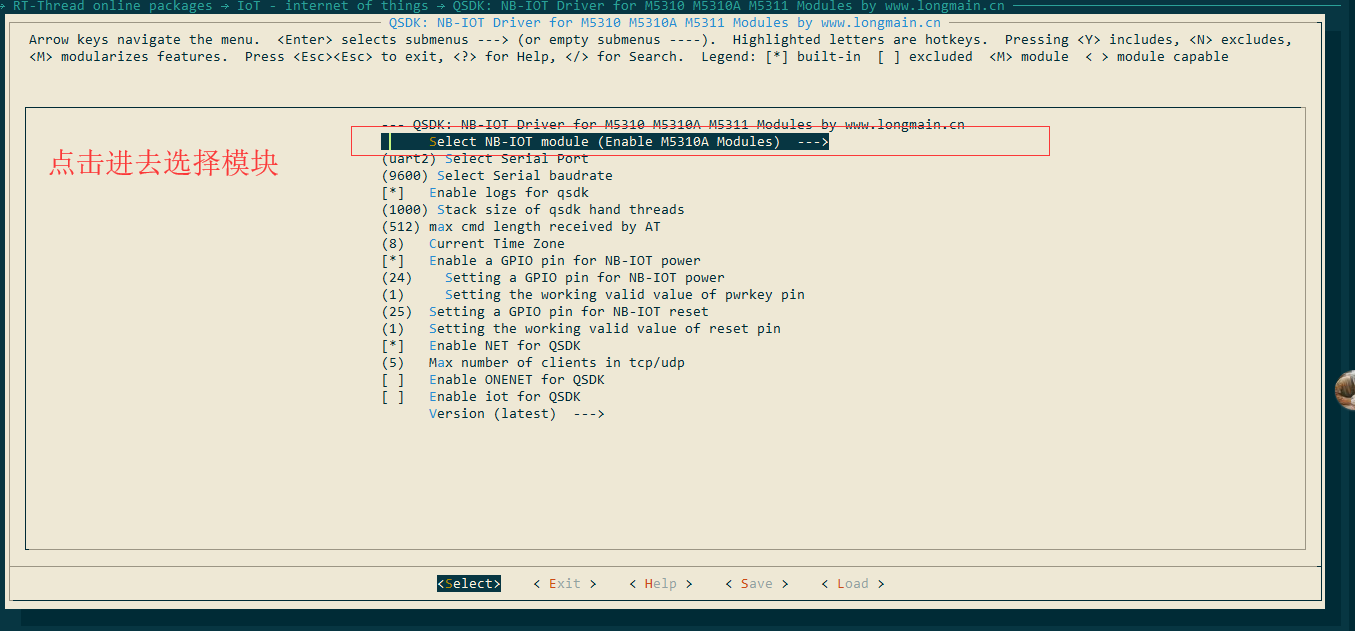 → RT-Thread online packages → IoT - internet of things → QSDK: NB-IOT Driver for M5310 M5310A M5311 Modules by www.longmain.cn
QSDK: NB-IOT Driver for M5310 M5310A M5311 Modules by www.longmain.cn
Arrow keys navigate the menu.  <Enter> selects submenus ---> (or empty submenus ----).  Highlighted letters are hotkeys.  Pressing <Y> includes, <N> excludes,
<M> modularizes features.  Press <Esc><Esc> to exit, <?> for Help, </> for Search.  Legend: [*] built-in  [ ] excluded  <M> module  < > module capable
--- QSDK: NB-IOT Driver for M5310 M5310A M5311 Modules by www.longmain.cn
Select NB-IOT module (Enable M5310A Modules)  --->
点击进去选择模块
(uart2) Select Serial Port
(9600) Select Serial baudrate
[*]   Enable logs for qsdk
(1000) Stack size of qsdk hand threads
(512) max cmd length received by AT
(8)   Current Time Zone
[*]   Enable a GPIO pin for NB-IOT power
(24)    Setting a GPIO pin for NB-IOT power
(1)     Setting the working valid value of pwrkey pin
(25)  Setting a GPIO pin for NB-IOT reset
(1)   Setting the working valid value of reset pin
[*]   Enable NET for QSDK
(5)   Max number of clients in tcp/udp
[ ]   Enable ONENET for QSDK
[ ]   Enable iot for QSDK
Version (latest)  --->
<Select>    < Exit >    < Help >    < Save >    < Load >